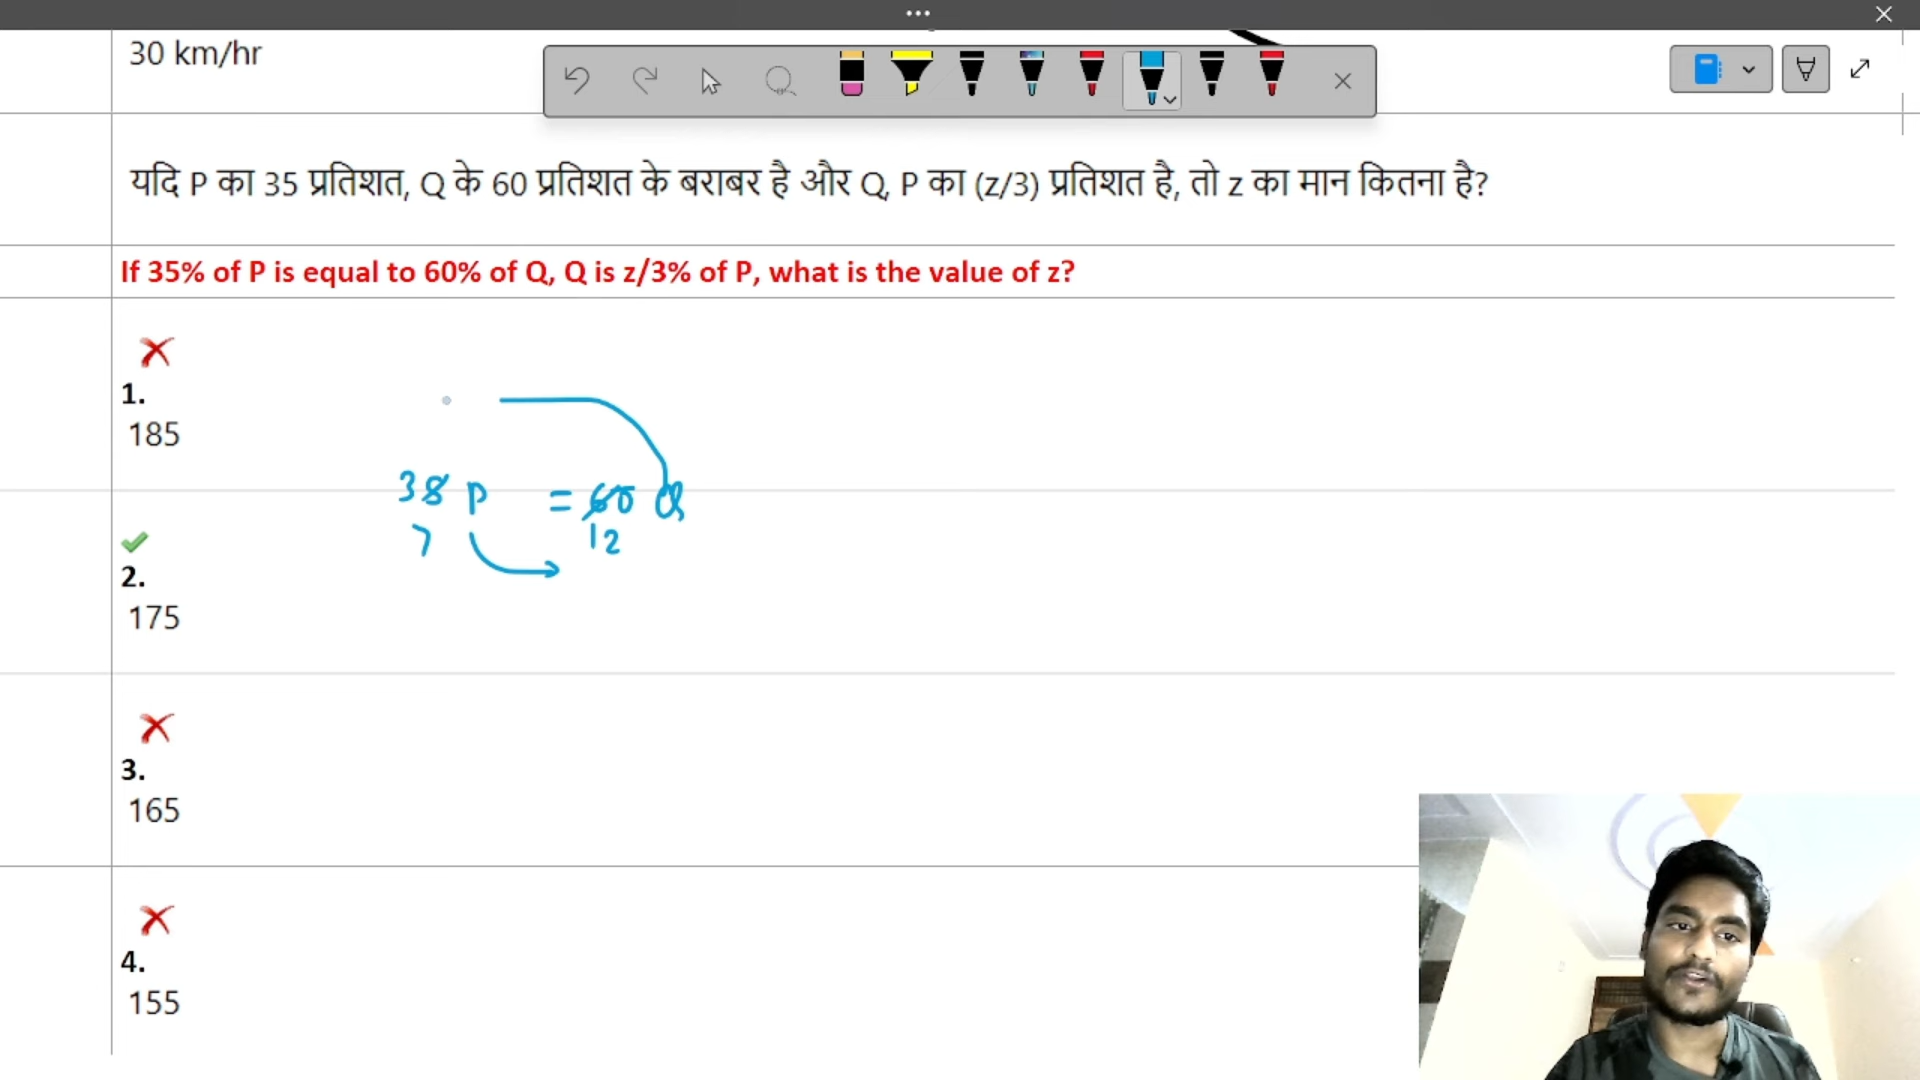 30 km/hr
यदि P का 35 प्रतिशत, Q के 60 प्रतिशत के बराबर है और Q, P का (z/3) प्रतिशत है, तो z का मान कितना है?
If 35% of P is equal to 60% of Q, Q is z/3% of P, what is the value of z?
1.
185
35 P = 60 Q
7 12
2.
175
3.
165
4.
155